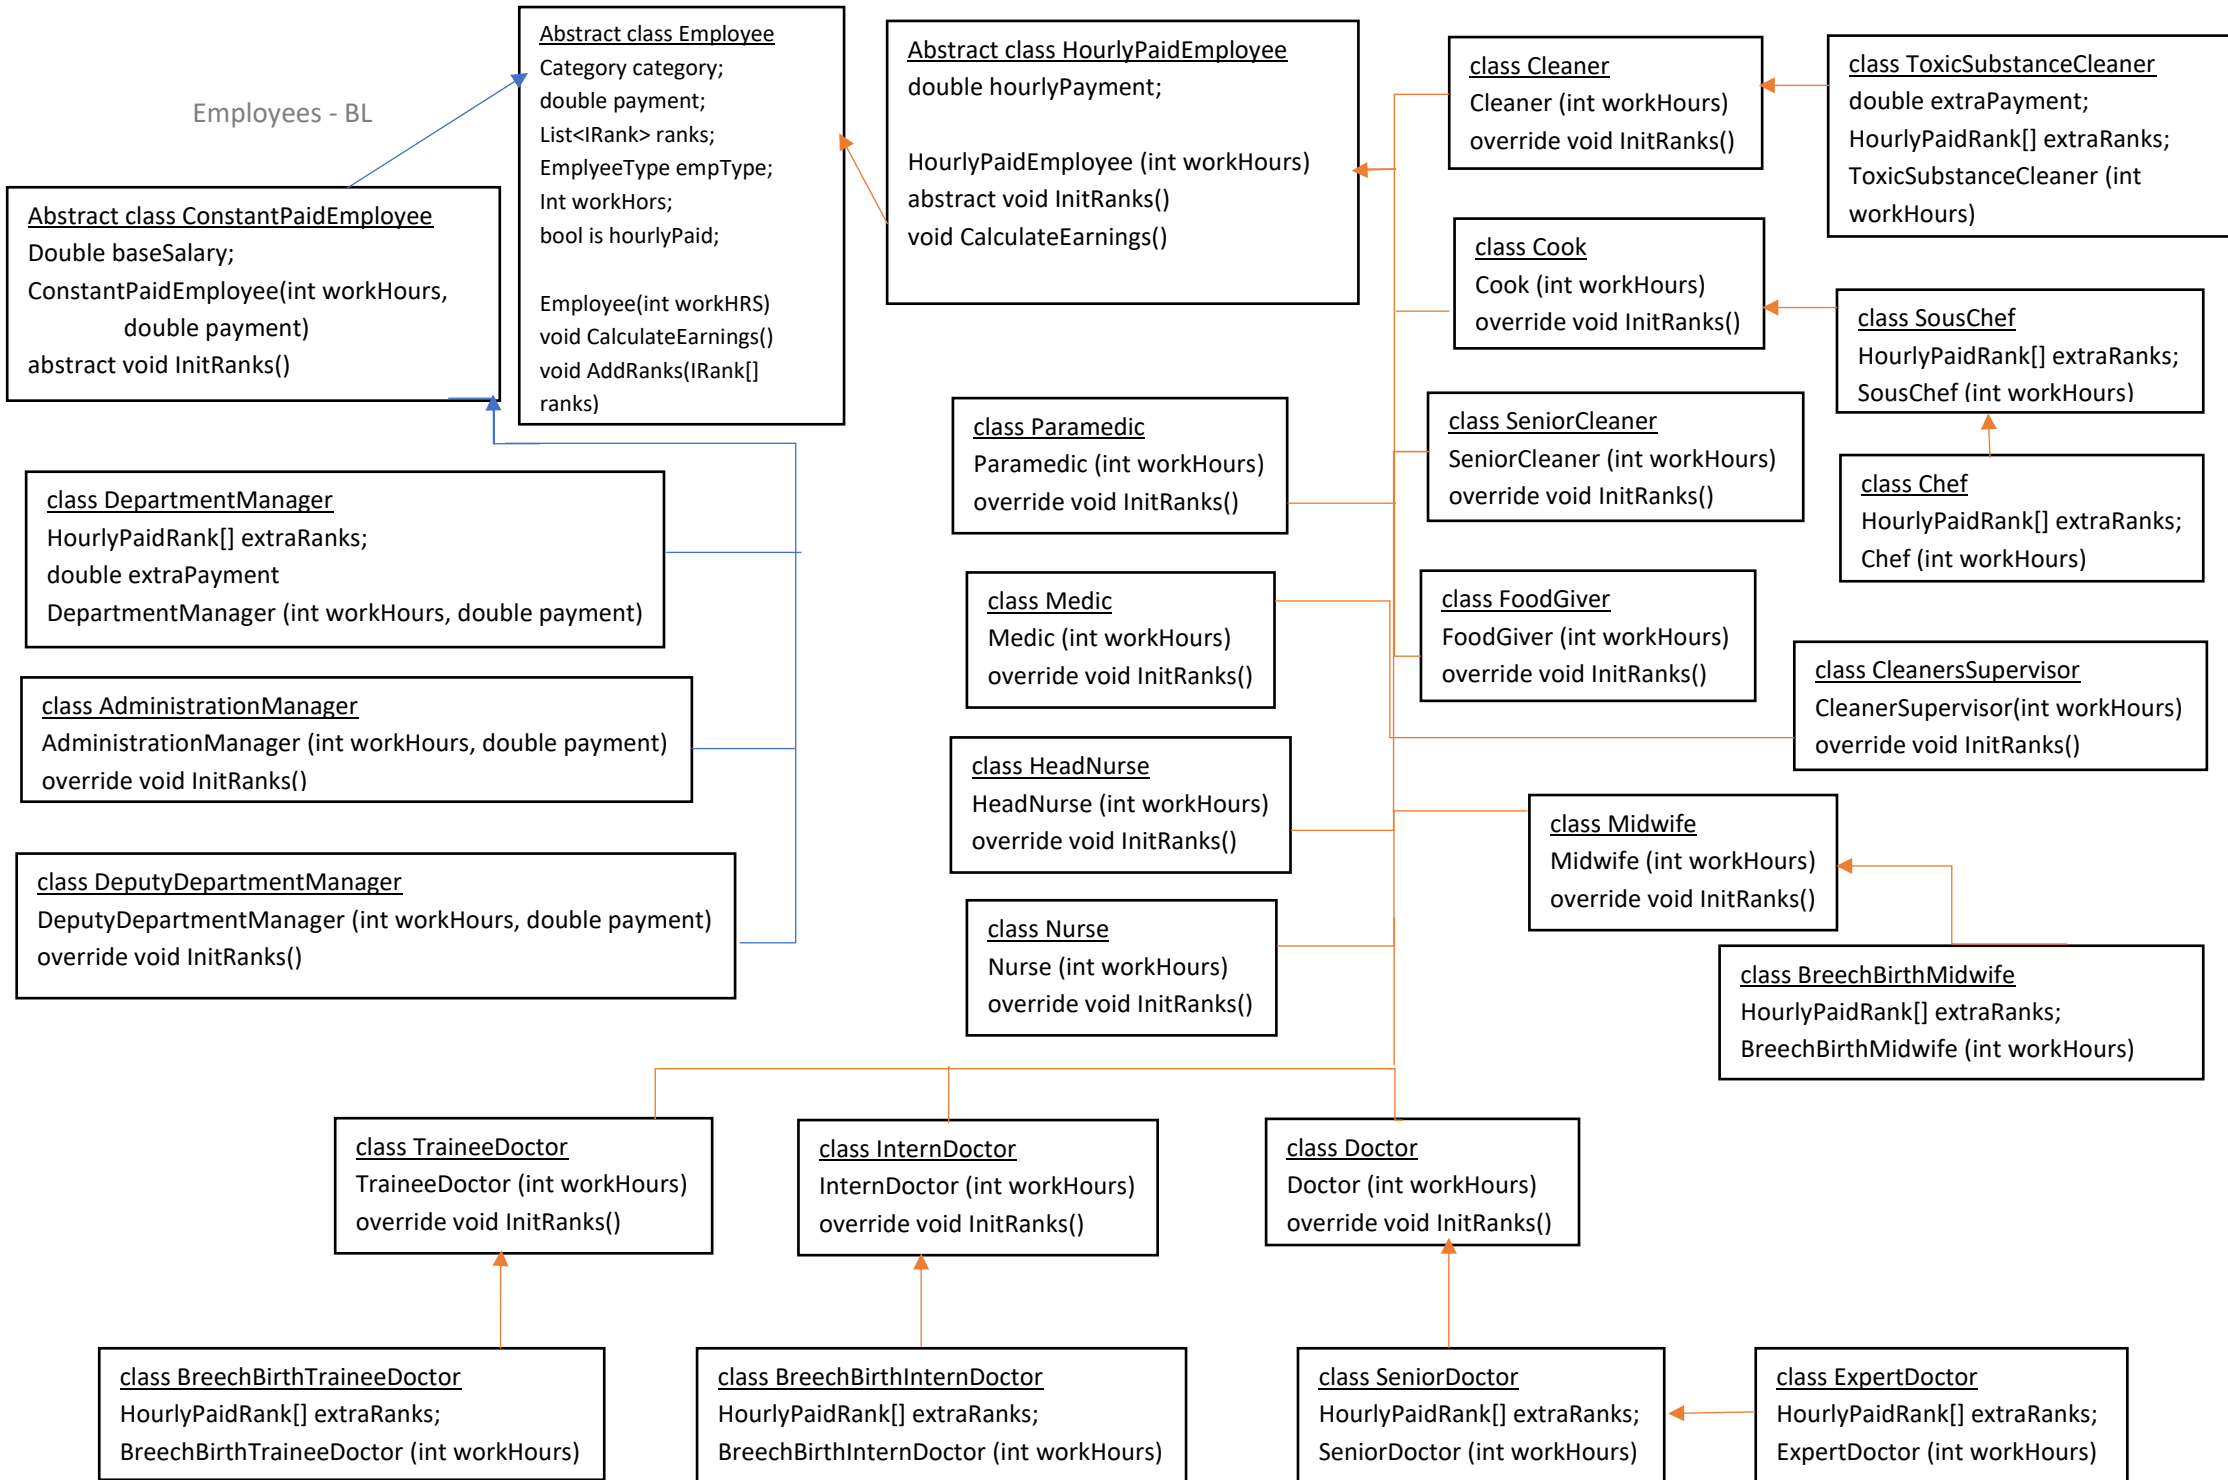 Employees - BL
Abstract class Employee
Category category;
double payment;
List<IRank> ranks;
EmplyeeType empType;
Int workHors;
bool is hourlyPaid;
Employee(int workHRS)
void CalculateEarnings()
void AddRanks(IRank[]
ranks)
Abstract class HourlyPaidEmployee
double hourlyPayment;
HourlyPaidEmployee (int workHours)
abstract void InitRanks()
void CalculateEarnings()
class Cleaner
Cleaner (int workHours)
override void InitRanks()
class ToxicSubstanceCleaner
double extraPayment;
HourlyPaidRank[] extraRanks;
ToxicSubstanceCleaner (int
workHours)
Abstract class ConstantPaidEmployee
Double baseSalary;
ConstantPaidEmployee(int workHours,
double payment)
abstract void InitRanks()
class Cook
Cook (int workHours)
override void InitRanks()
class SousChef
HourlyPaidRank[] extraRanks;
SousChef (int workHours)
class Paramedic
Paramedic (int workHours)
override void InitRanks()
class SeniorCleaner
SeniorCleaner (int workHours)
override void InitRanks()
class Chef
HourlyPaidRank[] extraRanks;
Chef (int workHours)
class DepartmentManager
HourlyPaidRank[] extraRanks;
double extraPayment
DepartmentManager (int workHours, double payment)
class Medic
Medic (int workHours)
override void InitRanks()
class FoodGiver
FoodGiver (int workHours)
override void InitRanks()
class CleanersSupervisor
CleanerSupervisor(int workHours)
override void InitRanks()
class AdministrationManager
AdministrationManager (int workHours, double payment)
override void InitRanks()
class HeadNurse
HeadNurse (int workHours)
override void InitRanks()
class Midwife
Midwife (int workHours)
override void InitRanks()
class DeputyDepartmentManager
DeputyDepartmentManager (int workHours, double payment)
override void InitRanks()
class Nurse
Nurse (int workHours)
override void InitRanks()
class BreechBirthMidwife
HourlyPaidRank[] extraRanks;
BreechBirthMidwife (int workHours)
class TraineeDoctor
TraineeDoctor (int workHours)
override void InitRanks()
class InternDoctor
InternDoctor (int workHours)
override void InitRanks()
class Doctor
Doctor (int workHours)
override void InitRanks()
class BreechBirthTraineeDoctor
HourlyPaidRank[] extraRanks;
BreechBirthTraineeDoctor (int workHours)
class BreechBirthInternDoctor
HourlyPaidRank[] extraRanks;
BreechBirthInternDoctor (int workHours)
class SeniorDoctor
HourlyPaidRank[] extraRanks;
SeniorDoctor (int workHours)
class ExpertDoctor
HourlyPaidRank[] extraRanks;
ExpertDoctor (int workHours)